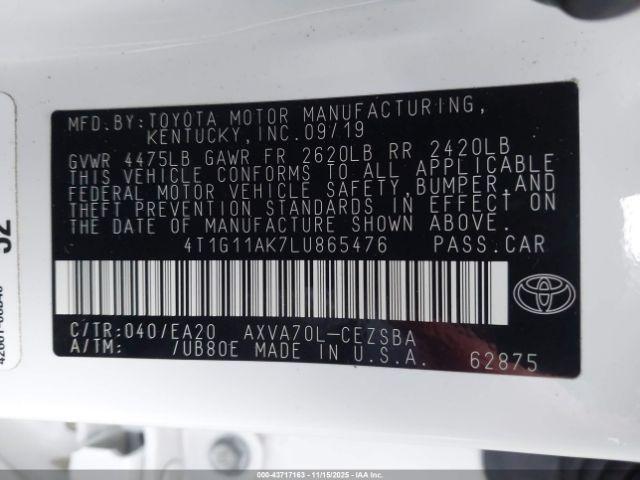 MFD.BY:TOYOTA MOTOR MANUFACTURING,
KENTUCKY,INC.09/19
GVWR 4475LB GAWR FR 2620LB RR 2420LB
THIS VEHICLE CONFORMS TO ALL APPLICABLE
FEDERAL MOTOR VEHICLE SAFETY,BUMPER,AND
THEFT PREVENTION STANDARDS IN EFFECT ON
THE DATE OF MANUFACTURE SHOWN ABOVE.
4T1G11AK7LU865476 PASS.CAR
C/TR:040/EA20 AXVA70L-CEZSBA
A/TM: /UB80E MADE IN U.S.A.
62875
TOYOTA
000-43717163 - 11/15/2025 - IAAI.COM